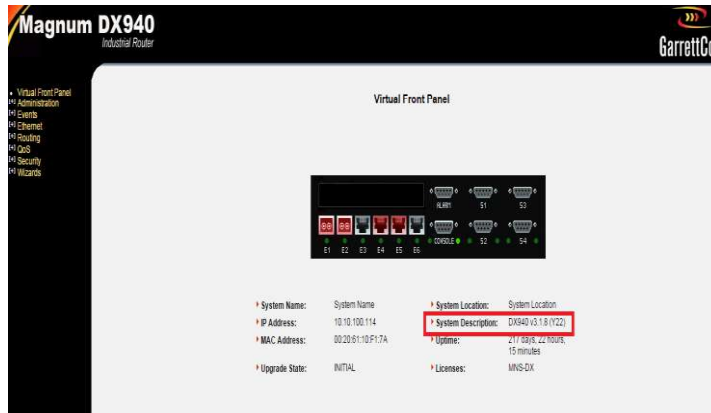 Magnum DX940
Industrial Router
GarrettCo
Virtual Front Panel
Administration
Events
Ethernet
Routing
QoS
Security
Wizards
Virtual Front Panel
ALARM S1 S3
E1 E2 E3 E4 E5 E6 CONSOLE S2 S4
System Name: System Name System Location: System Location
IP Address: 10.10.100.114 System Description: DX940 v3.1.8 (Y22)
MAC Address: 00:20:61:10:F1:7A Uptime: 217 days, 22 hours,
15 minutes
Upgrade State: INITIAL Licenses: MNS-DX